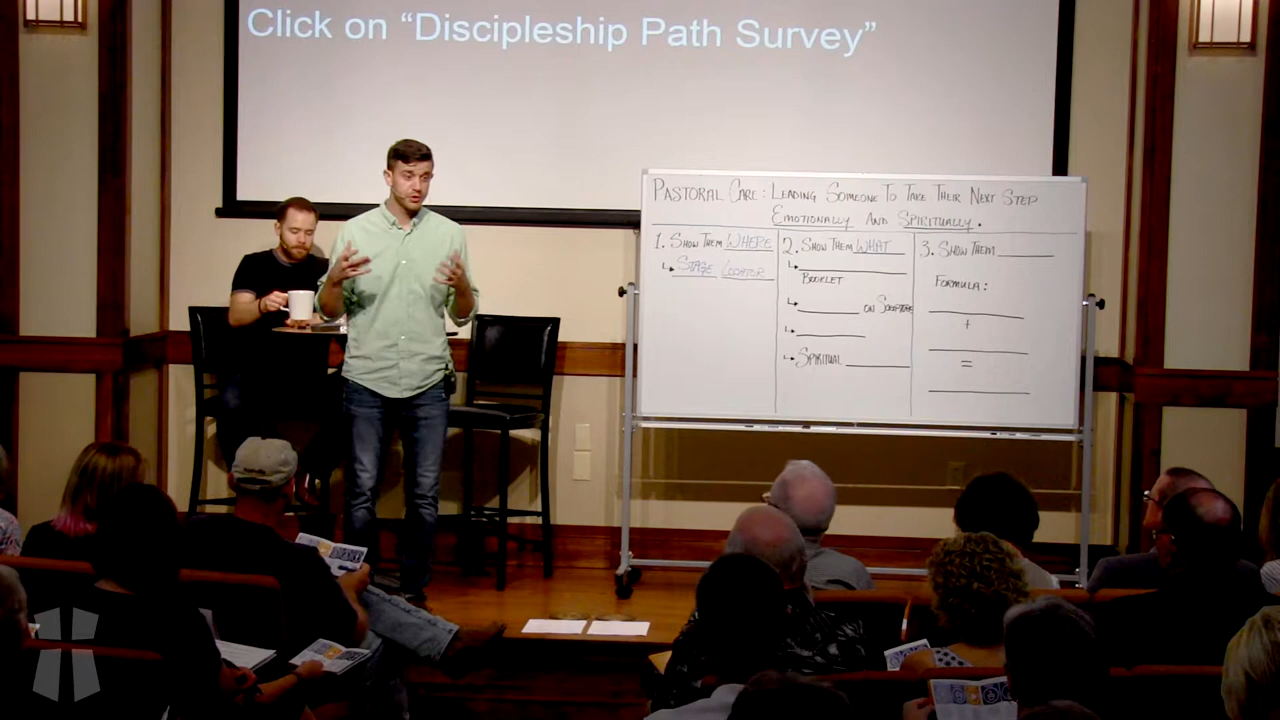 Click on “Discipleship Path Survey”
PASTORAL CARE: LEADING SOMEONE TO TAKE THEIR NEXT STEP
EMOTIONALLY AND SPIRITUALLY.
1. SHOW THEM WHERE
STAGE LOCATOR
2. SHOW THEM WHAT
BOOKLET
ON SCRIPTURE
SPIRITUAL
3. SHOW THEM
FORMULA:
+
=